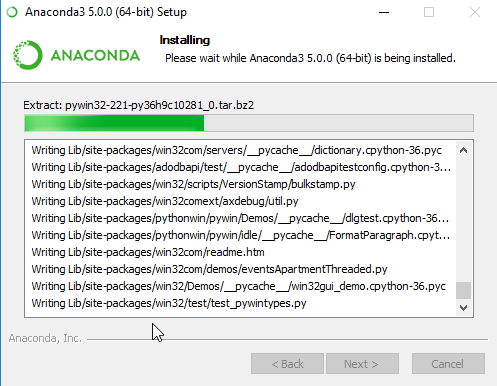 Anaconda3 5.0.0 (64-bit) Setup
ANACONDA
Installing
Please wait while Anaconda3 5.0.0 (64-bit) is being installed.
Extract: pywin32-221-py36h9c10281_0.tar.bz2
Writing Lib/site-packages/win32com/servers/__pycache__/dictionary.cpython-36.pyc
Writing Lib/site-packages/adodbapi/test/__pycache__/adodbapitestconfig.cpython-3...
Writing Lib/site-packages/win32/scripts/VersionStamp/bulkstamp.py
Writing Lib/site-packages/win32comext/axdebug/util.py
Writing Lib/site-packages/pythonwin/pywin/Demos/__pycache__/dlgtest.cpython-36...
Writing Lib/site-packages/pythonwin/pywin/idle/__pycache__/FormatParagraph.cpyt...
Writing Lib/site-packages/win32com/readme.htm
Writing Lib/site-packages/win32com/demos/eventsApartmentThreaded.py
Writing Lib/site-packages/win32/Demos/__pycache__/win32gui_demo.cpython-36.pyc
Writing Lib/site-packages/win32/test/test_pywintypes.py
Anaconda, Inc.
< Back
Next >
Cancel